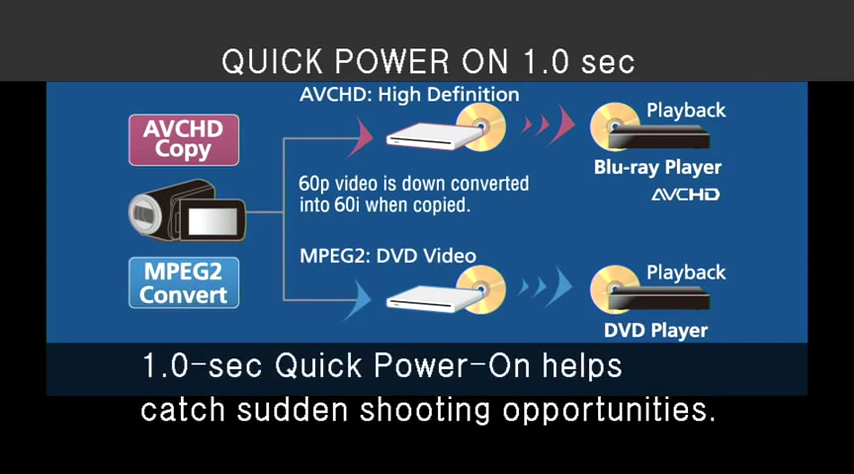 QUICK POWER ON 1.0 sec
AVCHD: High Definition
AVCHD
Copy
Playback
Blu-ray Player
AVCHD
60p video is down converted
into 60i when copied.
MPEG2: DVD Video
MPEG2
Convert
Playback
DVD Player
1.0-sec Quick Power-On helps
catch sudden shooting opportunities.